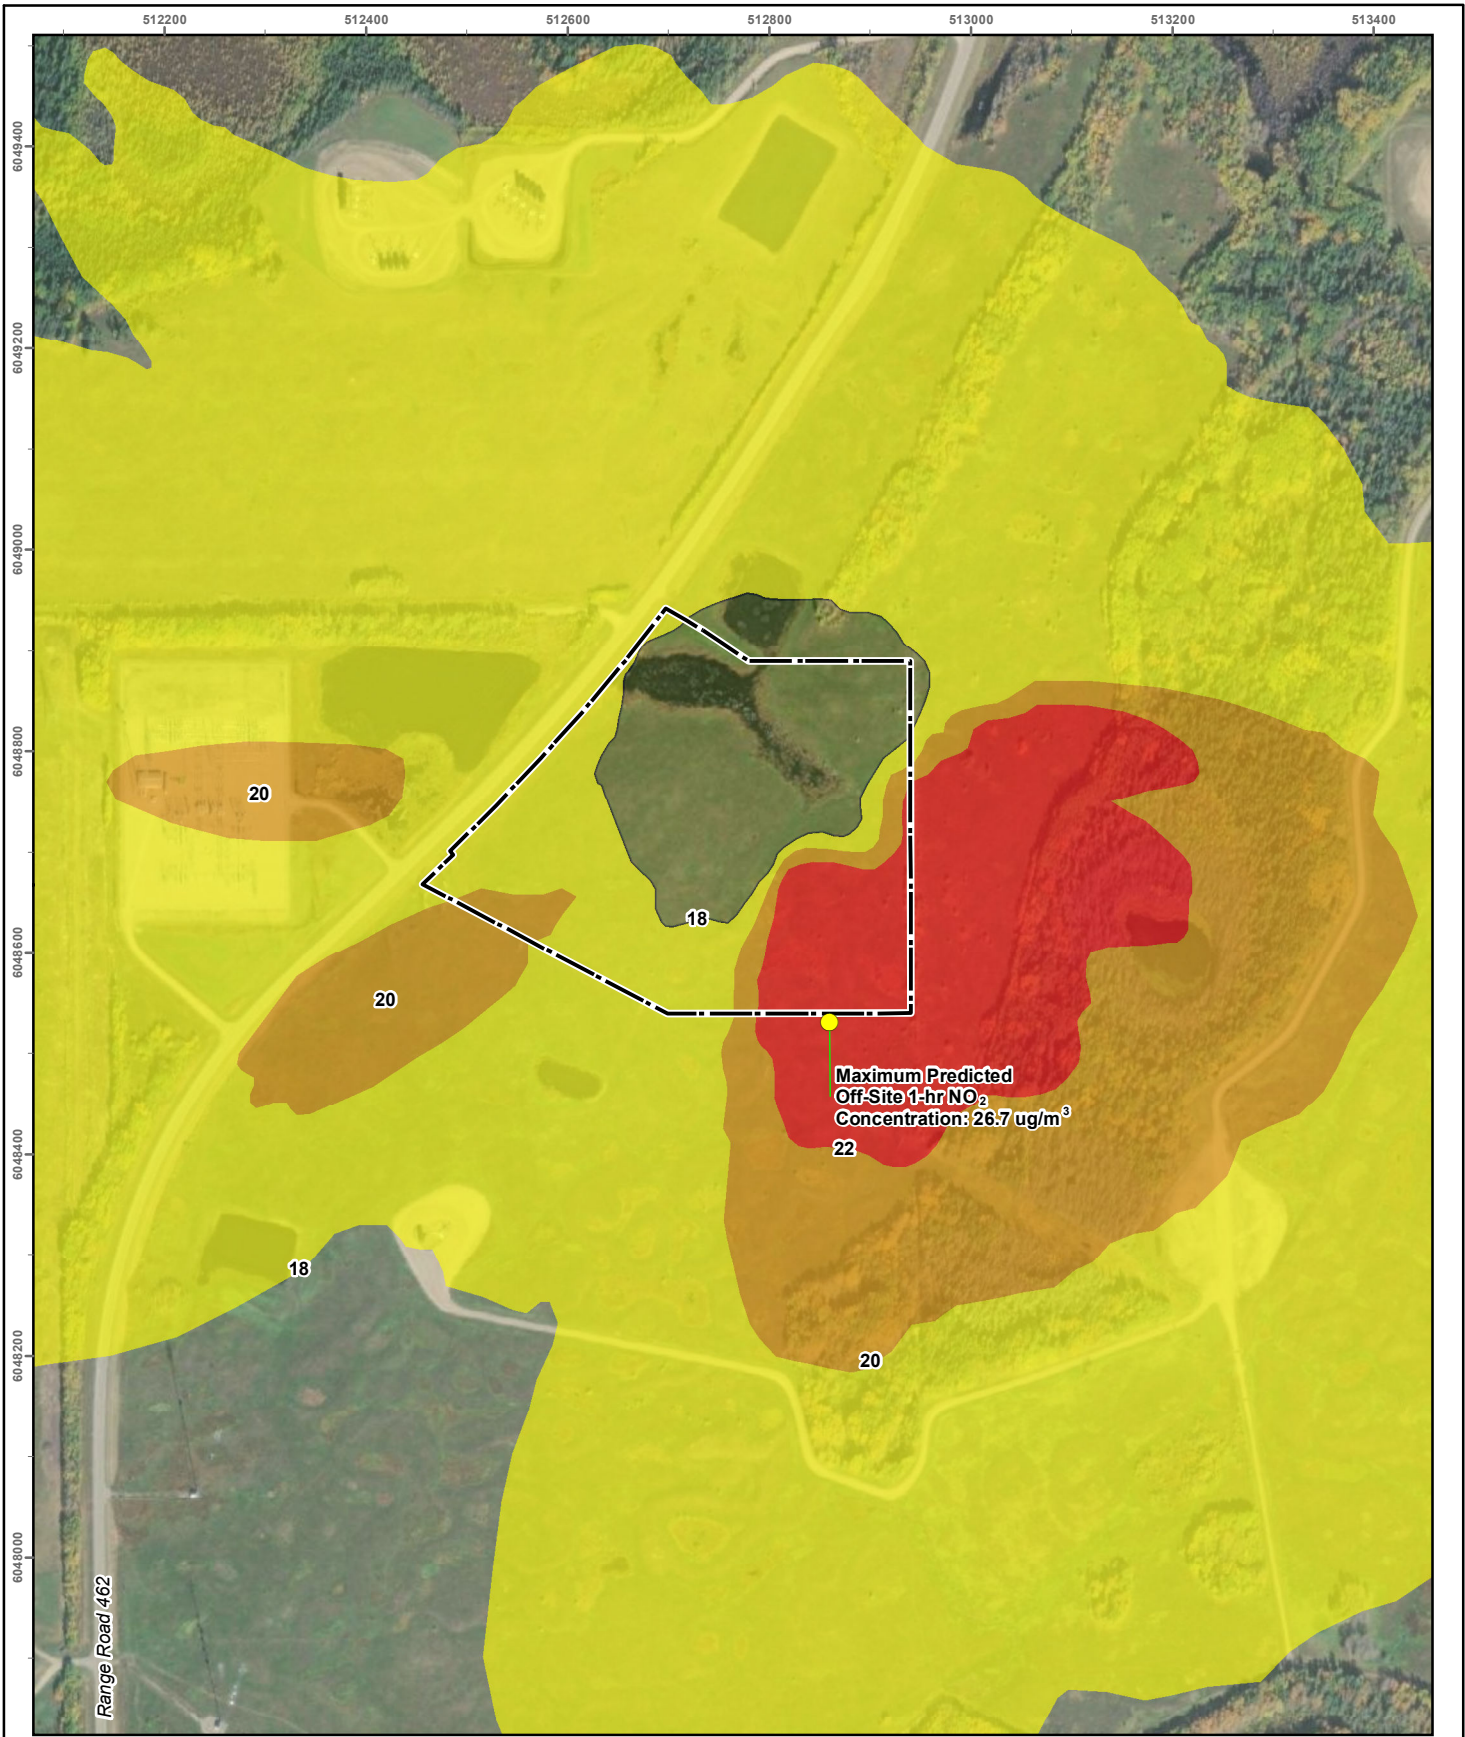 512200 512400 512600 512800 513000 513200 513400
6049400
6049200
6049000
6048800
6048600
6048400
6048200
6048000
20
18
20
Maximum Predicted
Off-Site 1-hr NO₂
Concentration: 26.7 ug/m³
22
18
20
Range Road 462